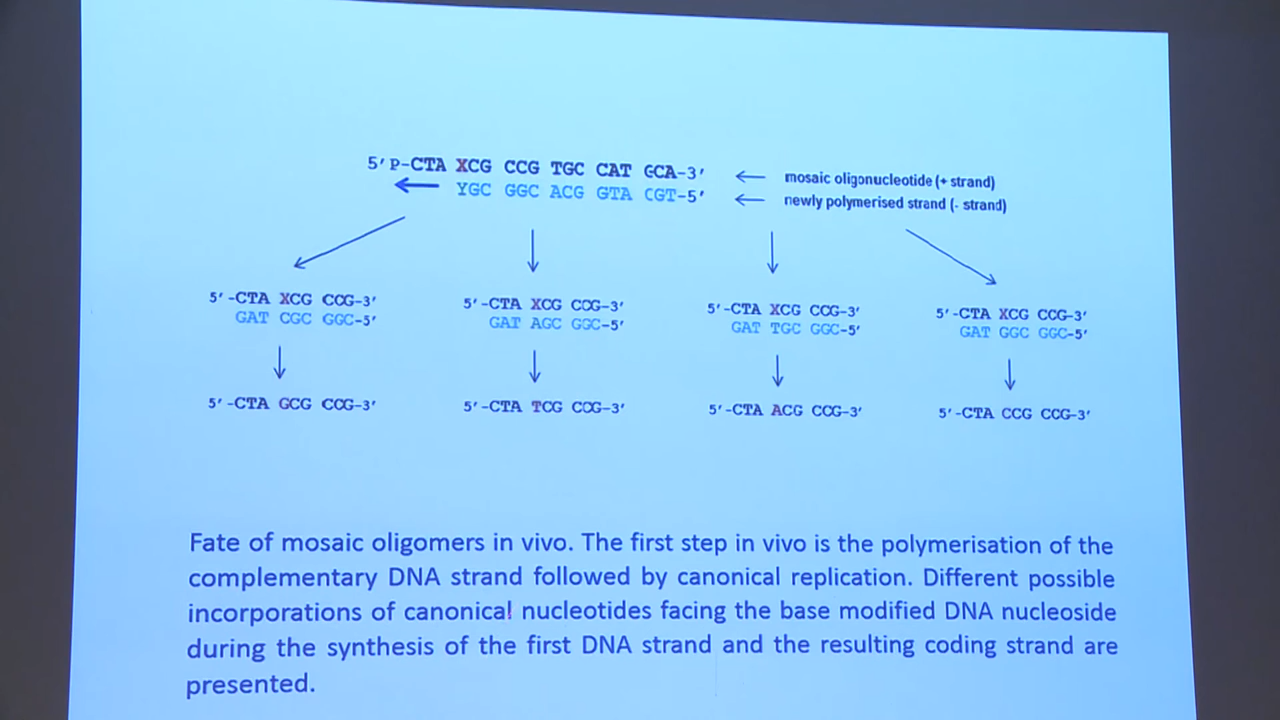 5'P-CTA XCG CCG TGC CAT GCA-3' ← mosaic oligonucleotide (+ strand)
← YGC GGC ACG GTA CGT-5' ← newly polymerised strand (- strand)
5'-CTA XCG CCG-3' 5'-CTA XCG CCG-3' 5'-CTA XCG CCG-3' 5'-CTA XCG CCG-3'
GAT CGC GGC-5' GAT AGC GGC-5' GAT TGC GGC-5' GAT GGC GGC-5'
5'-CTA GCG CCG-3' 5'-CTA TCG CCG-3' 5'-CTA ACG CCG-3' 5'-CTA CCG CCG-3'
Fate of mosaic oligomers in vivo. The first step in vivo is the polymerisation of the
complementary DNA strand followed by canonical replication. Different possible
incorporations of canonical nucleotides facing the base modified DNA nucleoside
during the synthesis of the first DNA strand and the resulting coding strand are
presented.